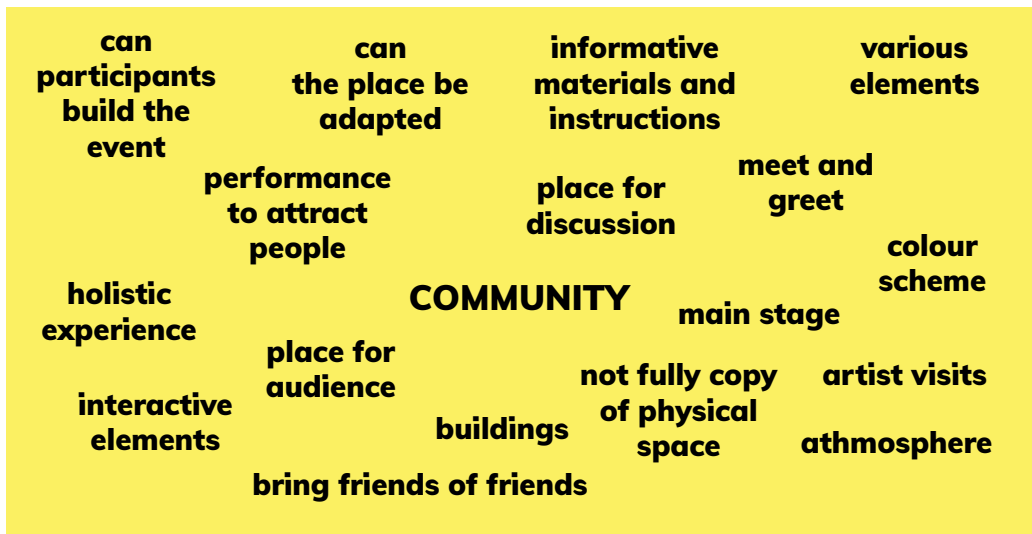 can
participants
build the
event
can
the place be
adapted
informative
materials and
instructions
various
elements
performance
to attract
people
place for
discussion
meet and
greet
colour
scheme
holistic
experience
COMMUNITY
main stage
place for
audience
not fully copy
of physical
space
artist visits
interactive
elements
buildings
athmosphere
bring friends of friends